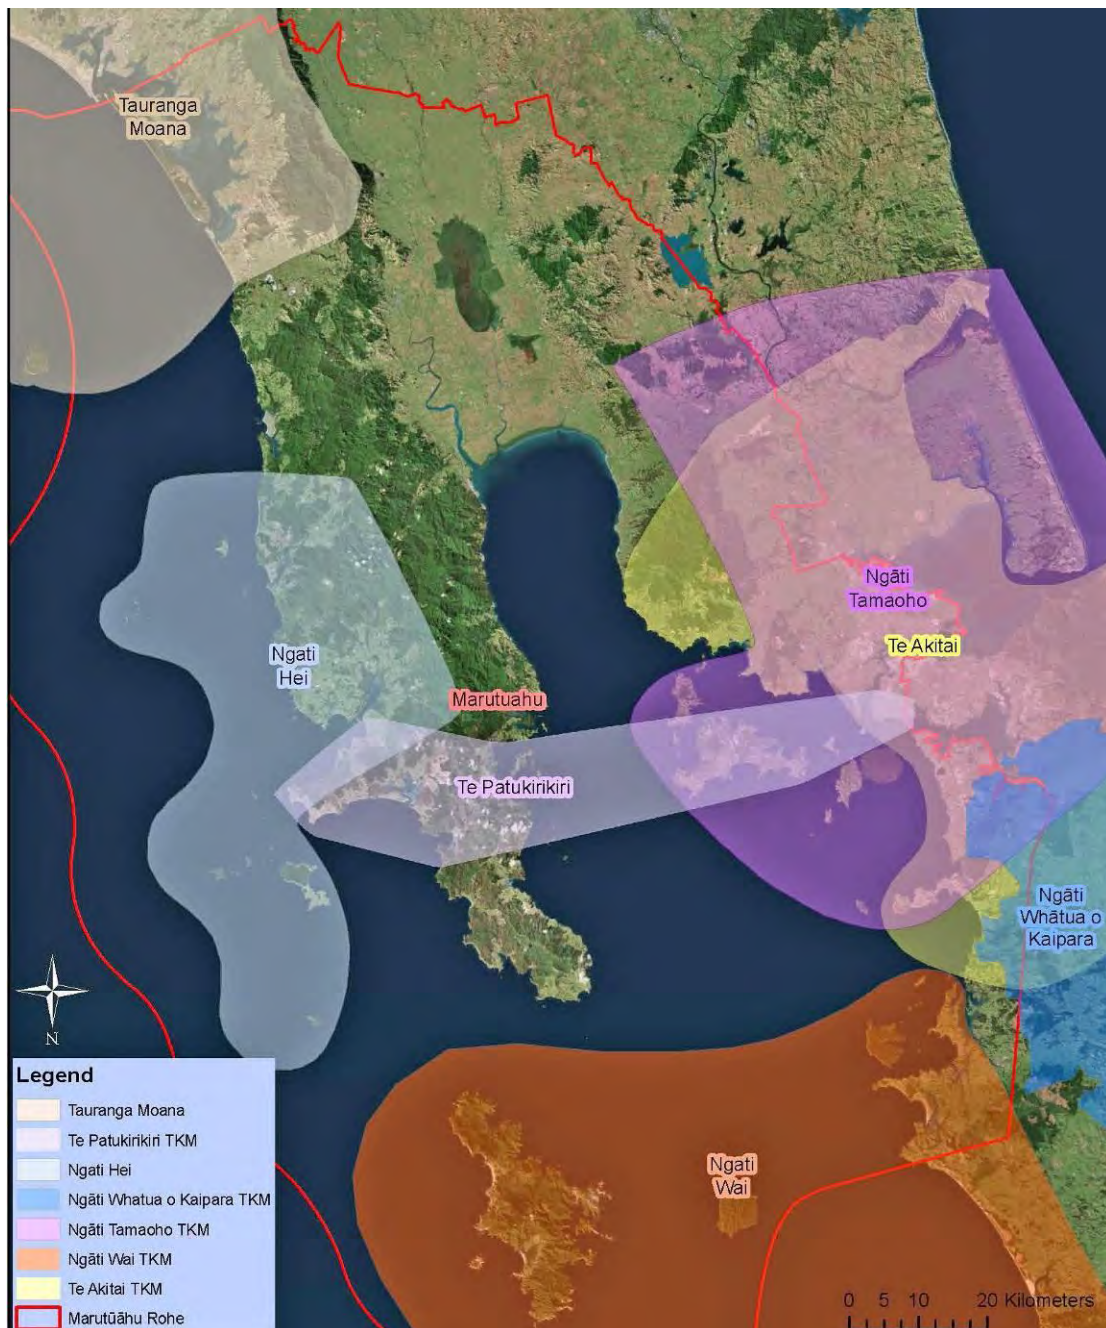 Tauranga
Moana
Ngāti
Tamaoho
Te Akitai
Ngati
Hei
Marutuahu
Te Patukirikiri
Ngāti
Whātua o
Kaipara
N
Ngati
Wai
Legend
Tauranga Moana
Te Patukirikiri TKM
Ngati Hei
Ngāti Whatua o Kaipara TKM
Ngāti Tamaoho TKM
Ngāti Wai TKM
Te Akitai TKM
Marutūāhu Rohe
0 5 10 20 Kilometers